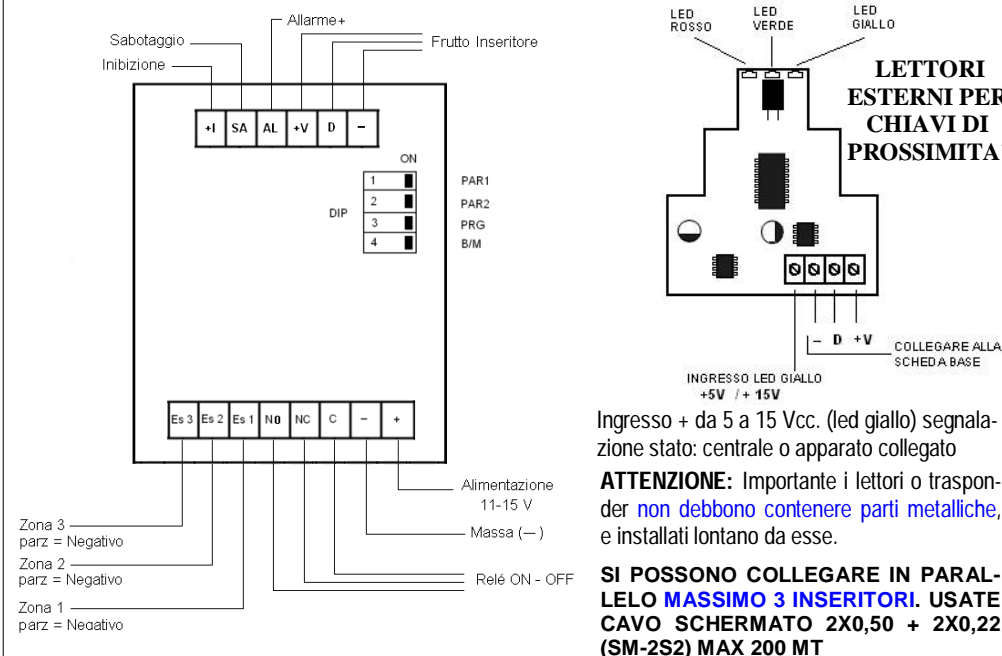 Allarme+
Sabotaggio
Frutto Inseritore
Inibizione
+I SA AL +V D –
ON
1 PAR1
2 PAR2
DIP
3 PRG
4 B/M
Es 3 Es 2 Es 1 N0 NC C – +
Alimentazione
11-15 V
Massa (—)
Relé ON - OFF
Zona 3
parz = Negativo
Zona 2
parz = Negativo
Zona 1
parz = Negativo
LED
ROSSO
LED
VERDE
LED
GIALLO
LETTORI
ESTERNI PER
CHIAVI DI
PROSSIMITA'
– D +V
COLLEGARE ALLA
SCHEDA BASE
INGRESSO LED GIALLO
+5V / + 15V
Ingresso + da 5 a 15 Vcc. (led giallo) segnala-
zione stato: centrale o apparato collegato
ATTENZIONE: Importante i lettori o traspon-
der non debbono contenere parti metalliche,
e installati lontano da esse.
SI POSSONO COLLEGARE IN PARAL-
LELO MASSIMO 3 INSERITORI. USATE
CAVO SCHERMATO 2X0,50 + 2X0,22
(SM-2S2) MAX 200 MT